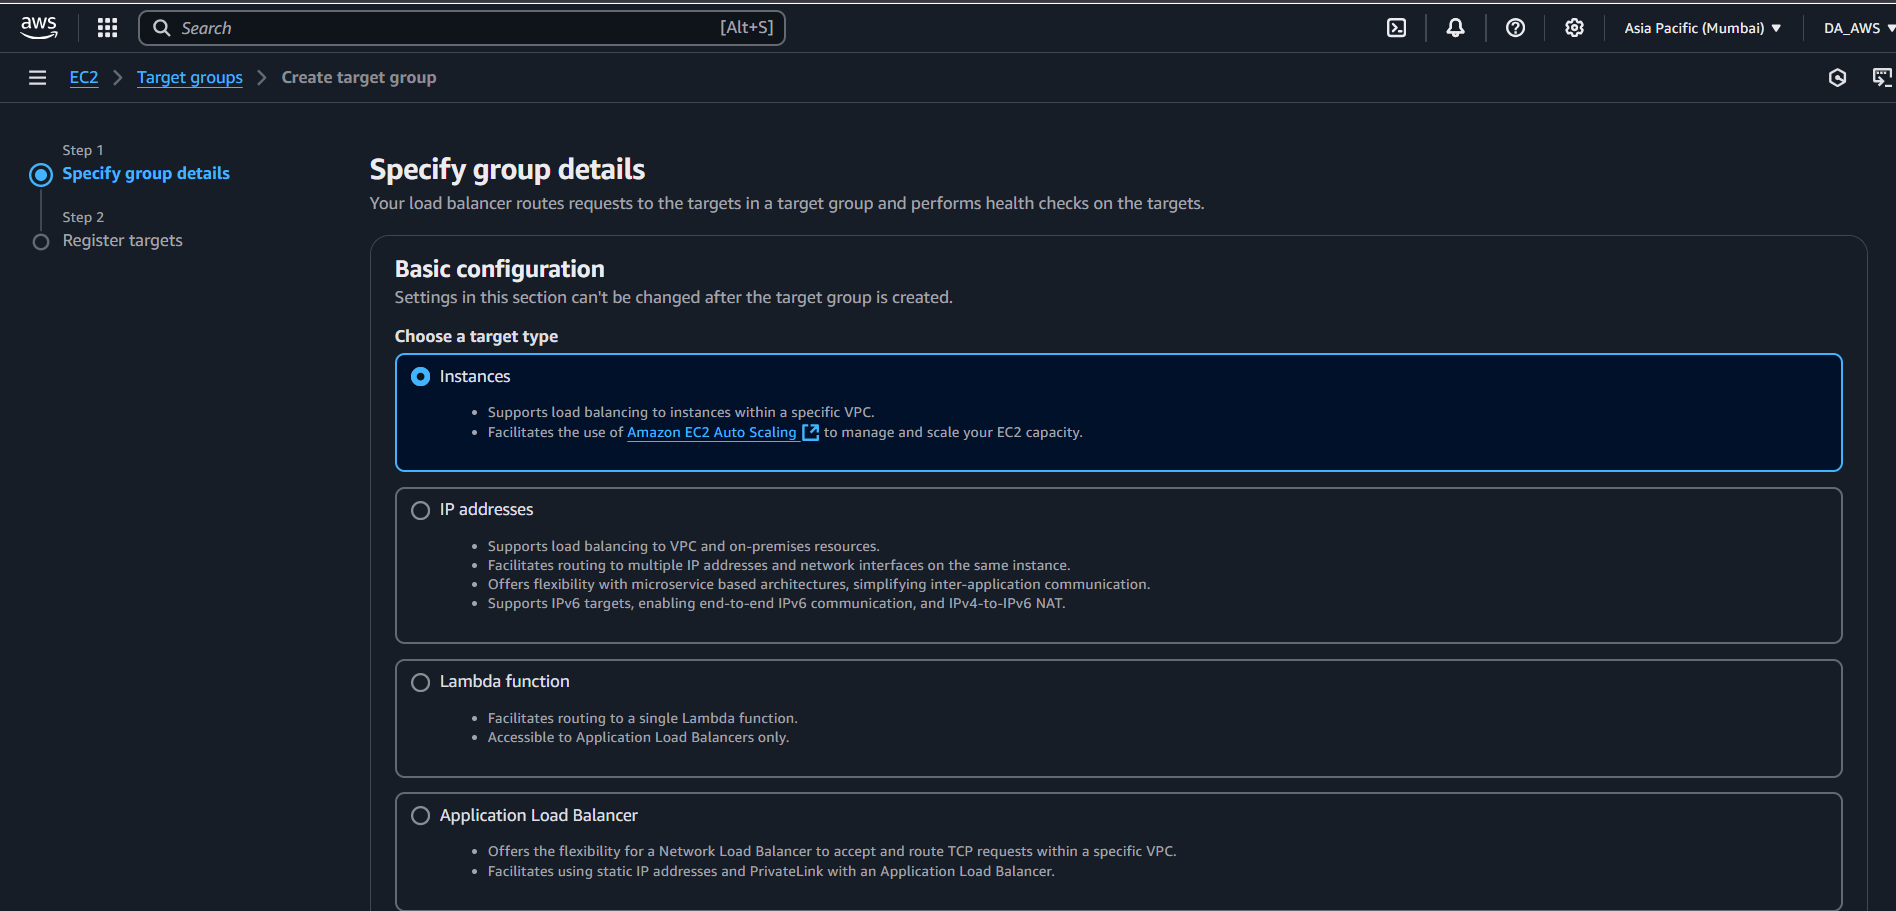 aws
Search [Alt+S]
Asia Pacific (Mumbai) DA_AWS
EC2 Target groups Create target group
Step 1
Specify group details
Step 2
Register targets
Specify group details
Your load balancer routes requests to the targets in a target group and performs health checks on the targets.
Basic configuration
Settings in this section can't be changed after the target group is created.
Choose a target type
Instances
• Supports load balancing to instances within a specific VPC.
• Facilitates the use of Amazon EC2 Auto Scaling to manage and scale your EC2 capacity.
IP addresses
• Supports load balancing to VPC and on-premises resources.
• Facilitates routing to multiple IP addresses and network interfaces on the same instance.
• Offers flexibility with microservice based architectures, simplifying inter-application communication.
• Supports IPv6 targets, enabling end-to-end IPv6 communication, and IPv4-to-IPv6 NAT.
Lambda function
• Facilitates routing to a single Lambda function.
• Accessible to Application Load Balancers only.
Application Load Balancer
• Offers the flexibility for a Network Load Balancer to accept and route TCP requests within a specific VPC.
• Facilitates using static IP addresses and PrivateLink with an Application Load Balancer.